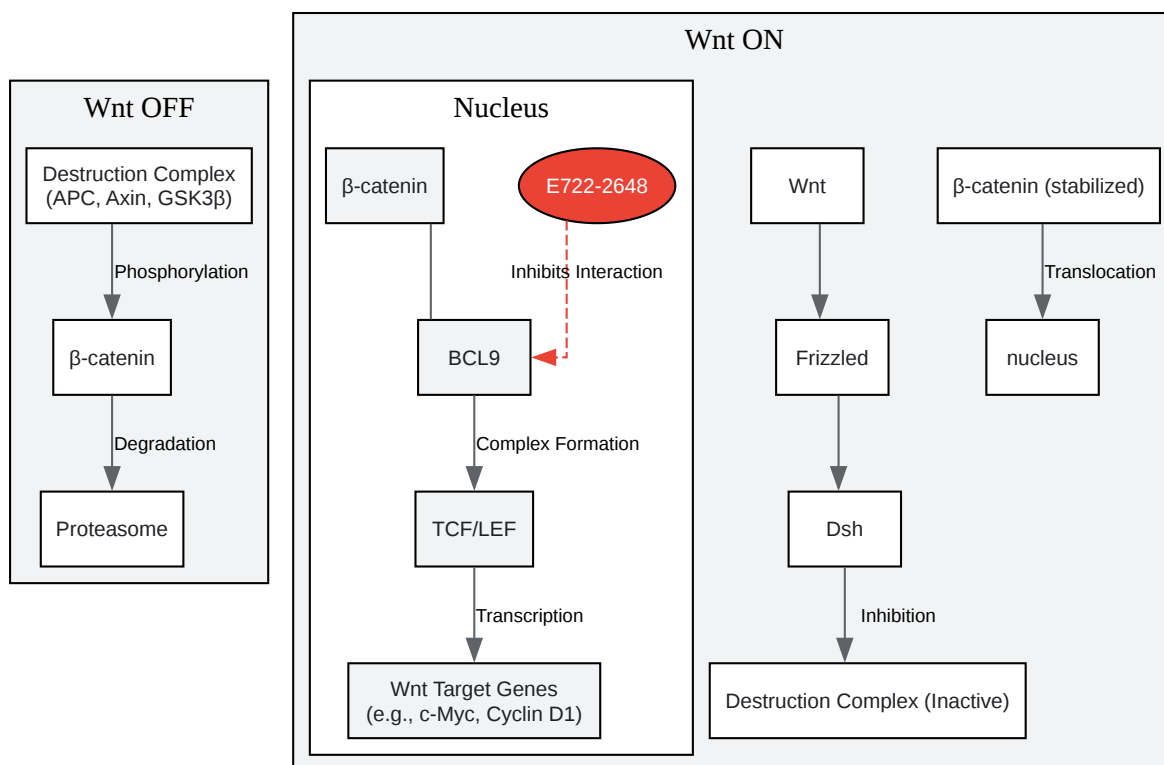 Wnt ON
Wnt OFF
Destruction Complex
(APC, Axin, GSK3β)
Phosphorylation
β-catenin
Degradation
Proteasome
Nucleus
β-catenin
E722-2648
Inhibits Interaction
BCL9
Complex Formation
TCF/LEF
Transcription
Wnt Target Genes
(e.g., c-Myc, Cyclin D1)
Wnt
Frizzled
Dsh
Inhibition
Destruction Complex (Inactive)
β-catenin (stabilized)
Translocation
nucleus